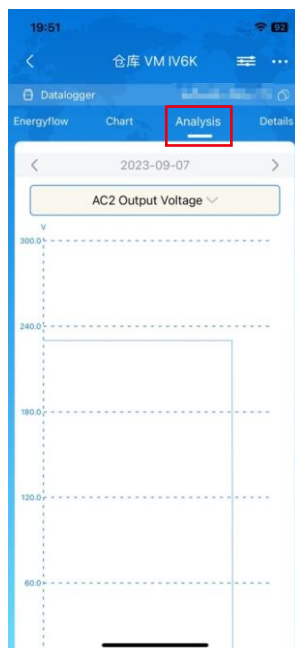 19:51
92
仓库 VM IV6K
Datalogger
Energyflow Chart Analysis Details
2023-09-07
AC2 Output Voltage
V
300.0
240.0
180.0
120.0
60.0